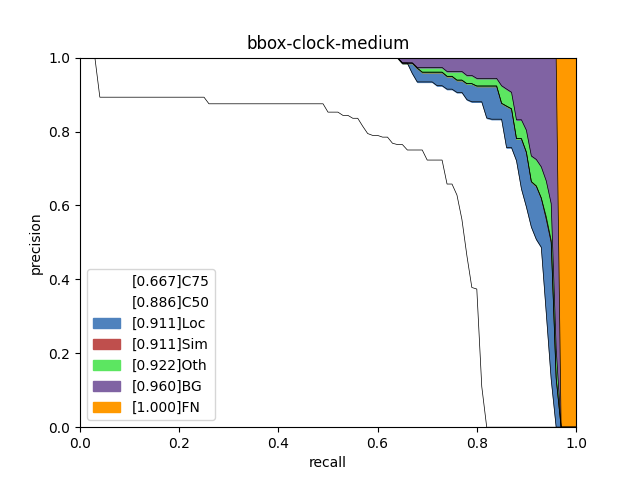 bbox-clock-medium
1.0
0.8
0.6
0.4
0.2
0.0
precision
[0.667]C75
[0.886]C50
[0.911]Loc
[0.911]Sim
[0.922]Oth
[0.960]BG
[1.000]FN
0.0 0.2 0.4 0.6 0.8 1.0
recall